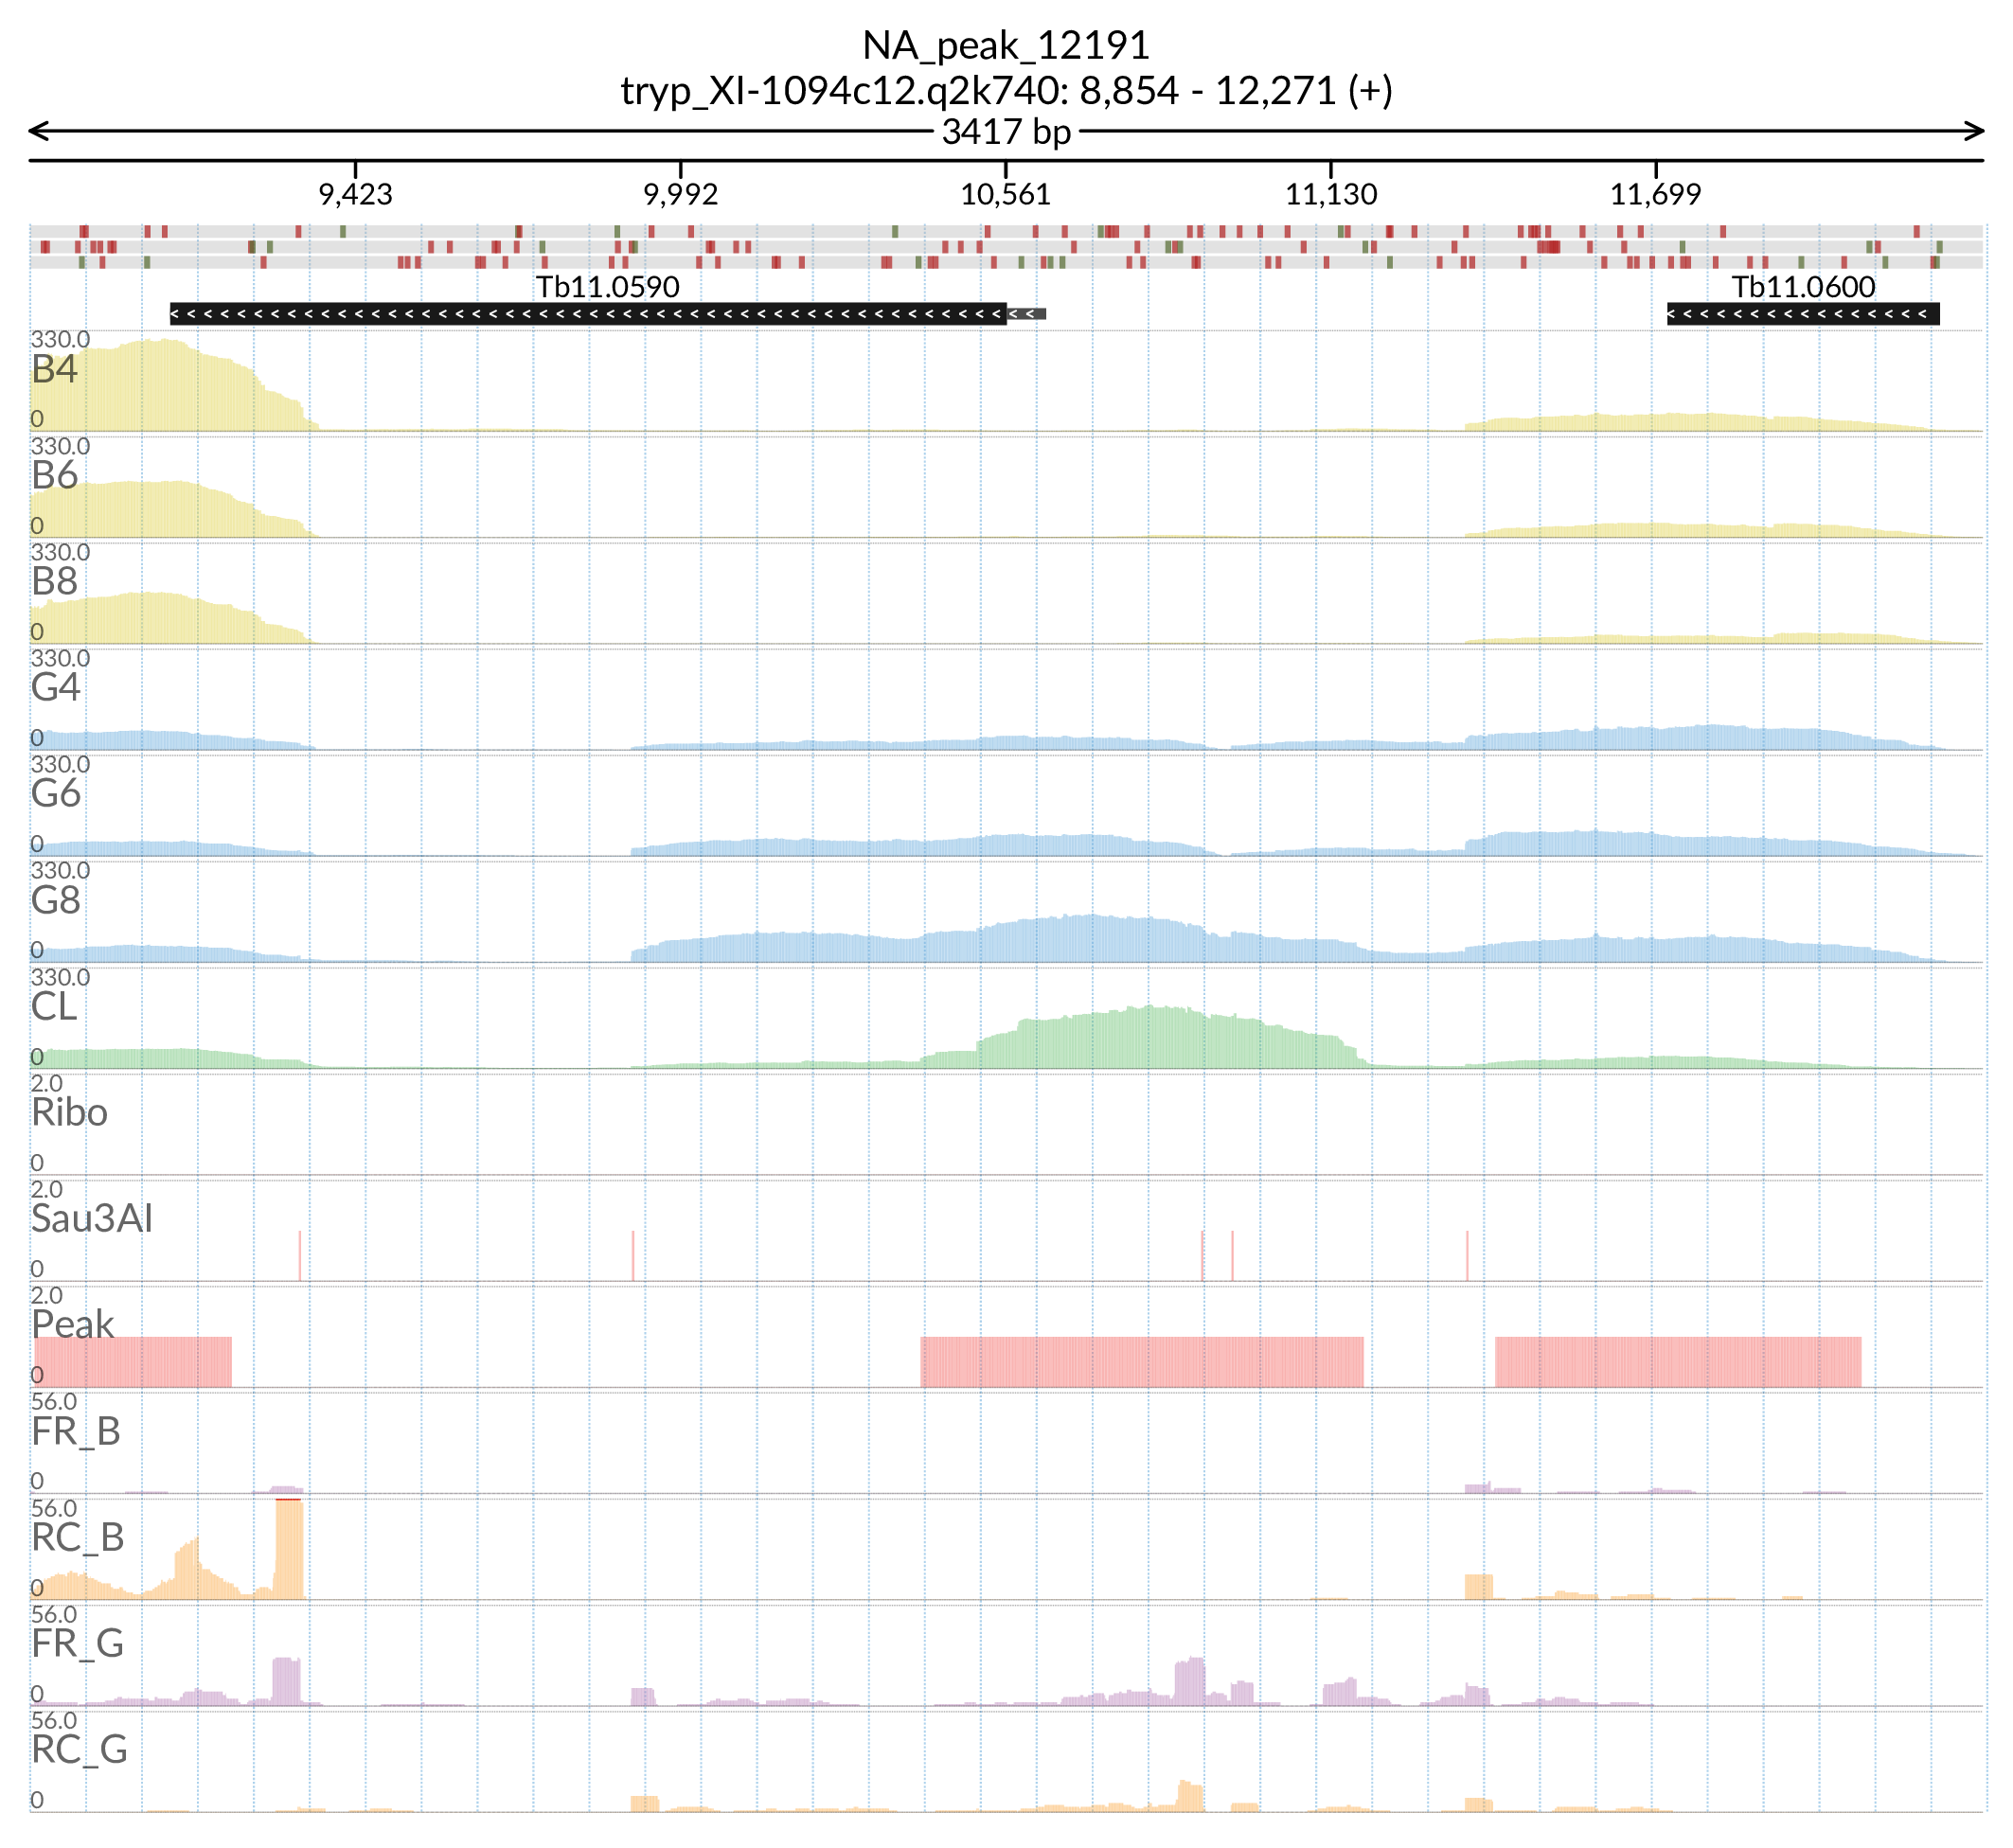 NA_peak_12191
tryp_XI-1094c12.q2k740: 8,854 - 12,271 (+)
3417 bp
9,423 9,992 10,561 11,130 11,699
Tb11.0590 Tb11.0600
330.0
B4
0
330.0
B6
0
330.0
B8
0
330.0
G4
0
330.0
G6
0
330.0
G8
0
330.0
CL
0
2.0
Ribo
0
2.0
Sau3AI
0
2.0
Peak
0
56.0
FR_B
0
56.0
RC_B
0
56.0
FR_G
0
56.0
RC_G
0